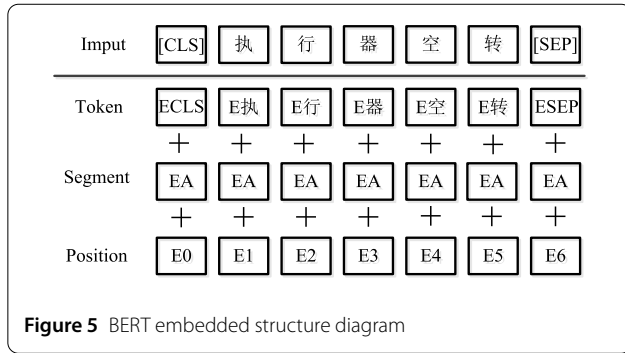 Imput [CLS] 执 行 器 空 转 [SEP]
Token ECLS E执 E行 E器 E空 E转 ESEP
+ + + + + + +
Segment EA EA EA EA EA EA EA
+ + + + + + +
Position E0 E1 E2 E3 E4 E5 E6
Figure 5 BERT embedded structure diagram